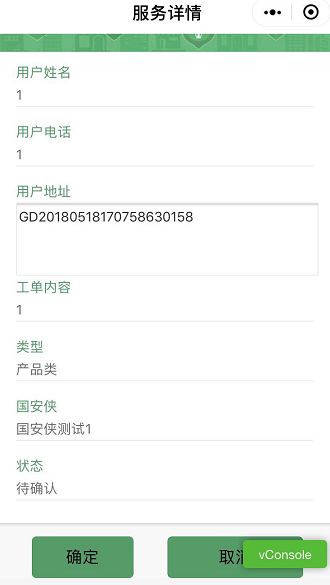 服务详情
用户姓名
1
用户电话
1
用户地址
GD20180518170758630158
工单内容
1
类型
产品类
国安侠
国安侠测试1
状态
待确认
确定
取消
vConsole